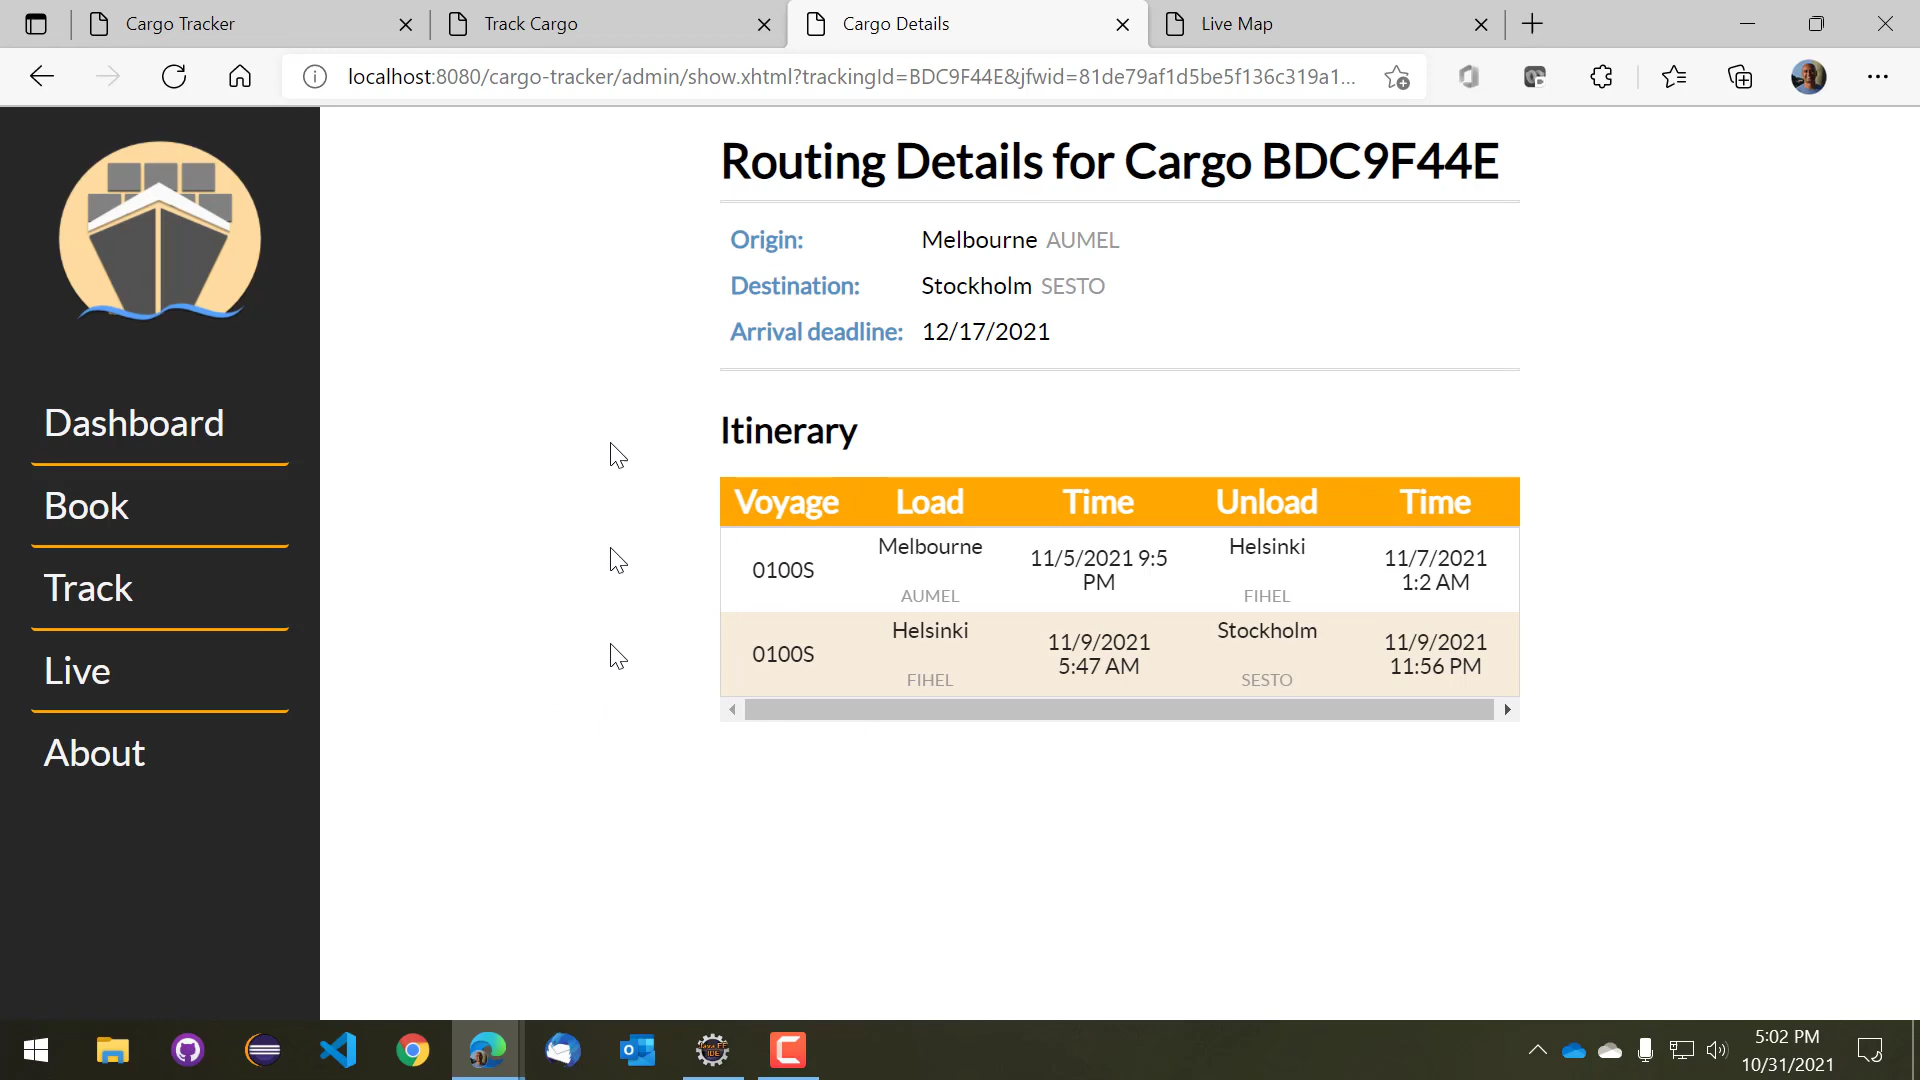 Cargo Tracker
Track Cargo
Cargo Details
Live Map
localhost:8080/cargo-tracker/admin/show.xhtml?trackingId=BDC9F44E&jfwid=81de79af1d5be5f136c319a1...
Dashboard
Book
Track
Live
About
Routing Details for Cargo BDC9F44E
Origin: Melbourne AUMEL
Destination: Stockholm SESTO
Arrival deadline: 12/17/2021
Itinerary
Voyage Load Time Unload Time
0100S Melbourne AUMEL 11/5/2021 9:5 PM Helsinki FIHEL 11/7/2021 1:2 AM
0100S Helsinki FIHEL 11/9/2021 5:47 AM Stockholm SESTO 11/9/2021 11:56 PM
5:02 PM
10/31/2021